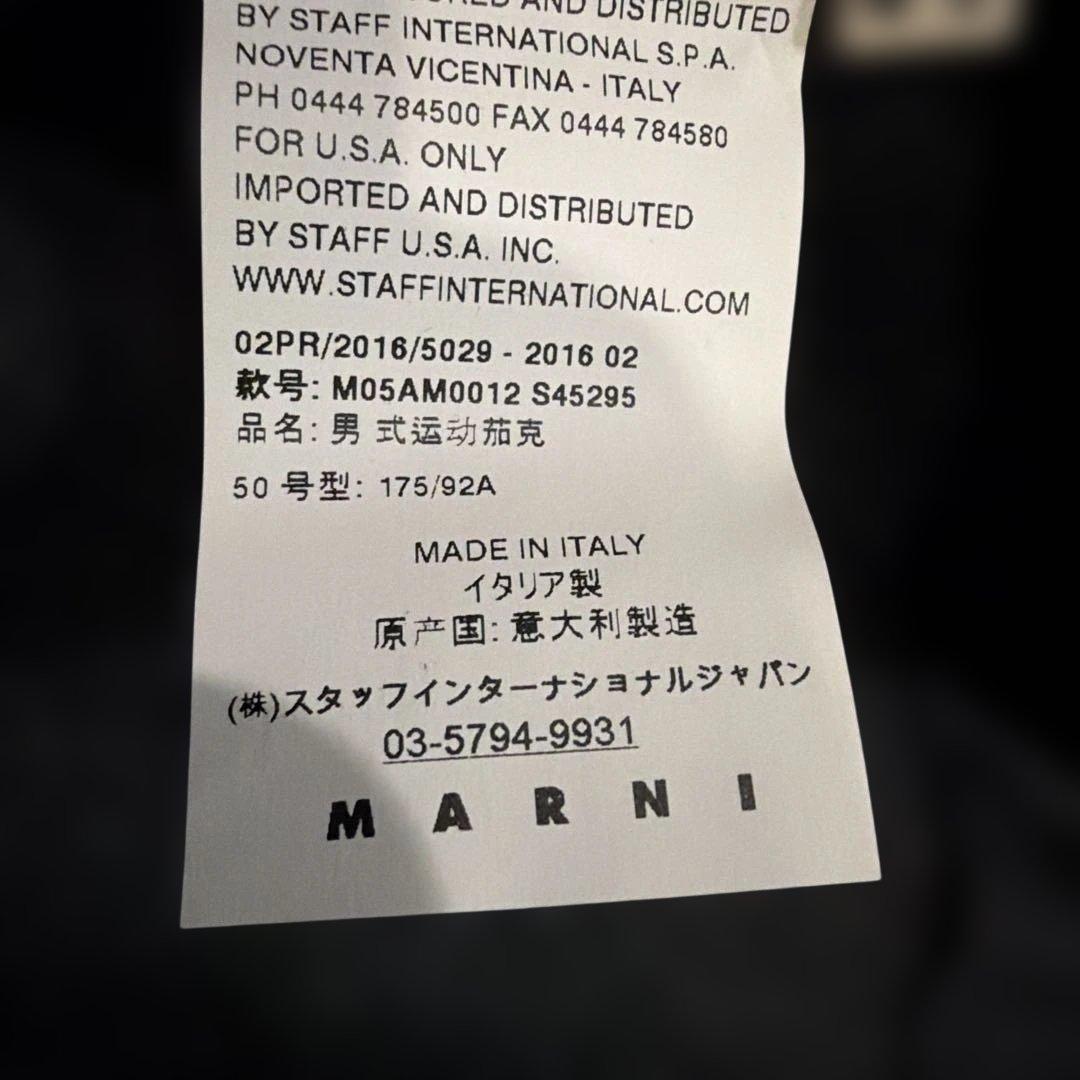 AND DISTRIBUTED
BY STAFF INTERNATIONAL S.P.A.
NOVENTA VICENTINA - ITALY
PH 0444 784500 FAX 0444 784580
FOR U.S.A. ONLY
IMPORTED AND DISTRIBUTED
BY STAFF U.S.A. INC.
WWW.STAFFINTERNATIONAL.COM
02PR/2016/5029 - 2016 02
款号: M05AM0012 S45295
品名: 男 式运动茄克
50 号型: 175/92A
MADE IN ITALY
イタリア製
原产国: 意大利製造
(株)スタッフインターナショナルジャパン
03-5794-9931
MARNI